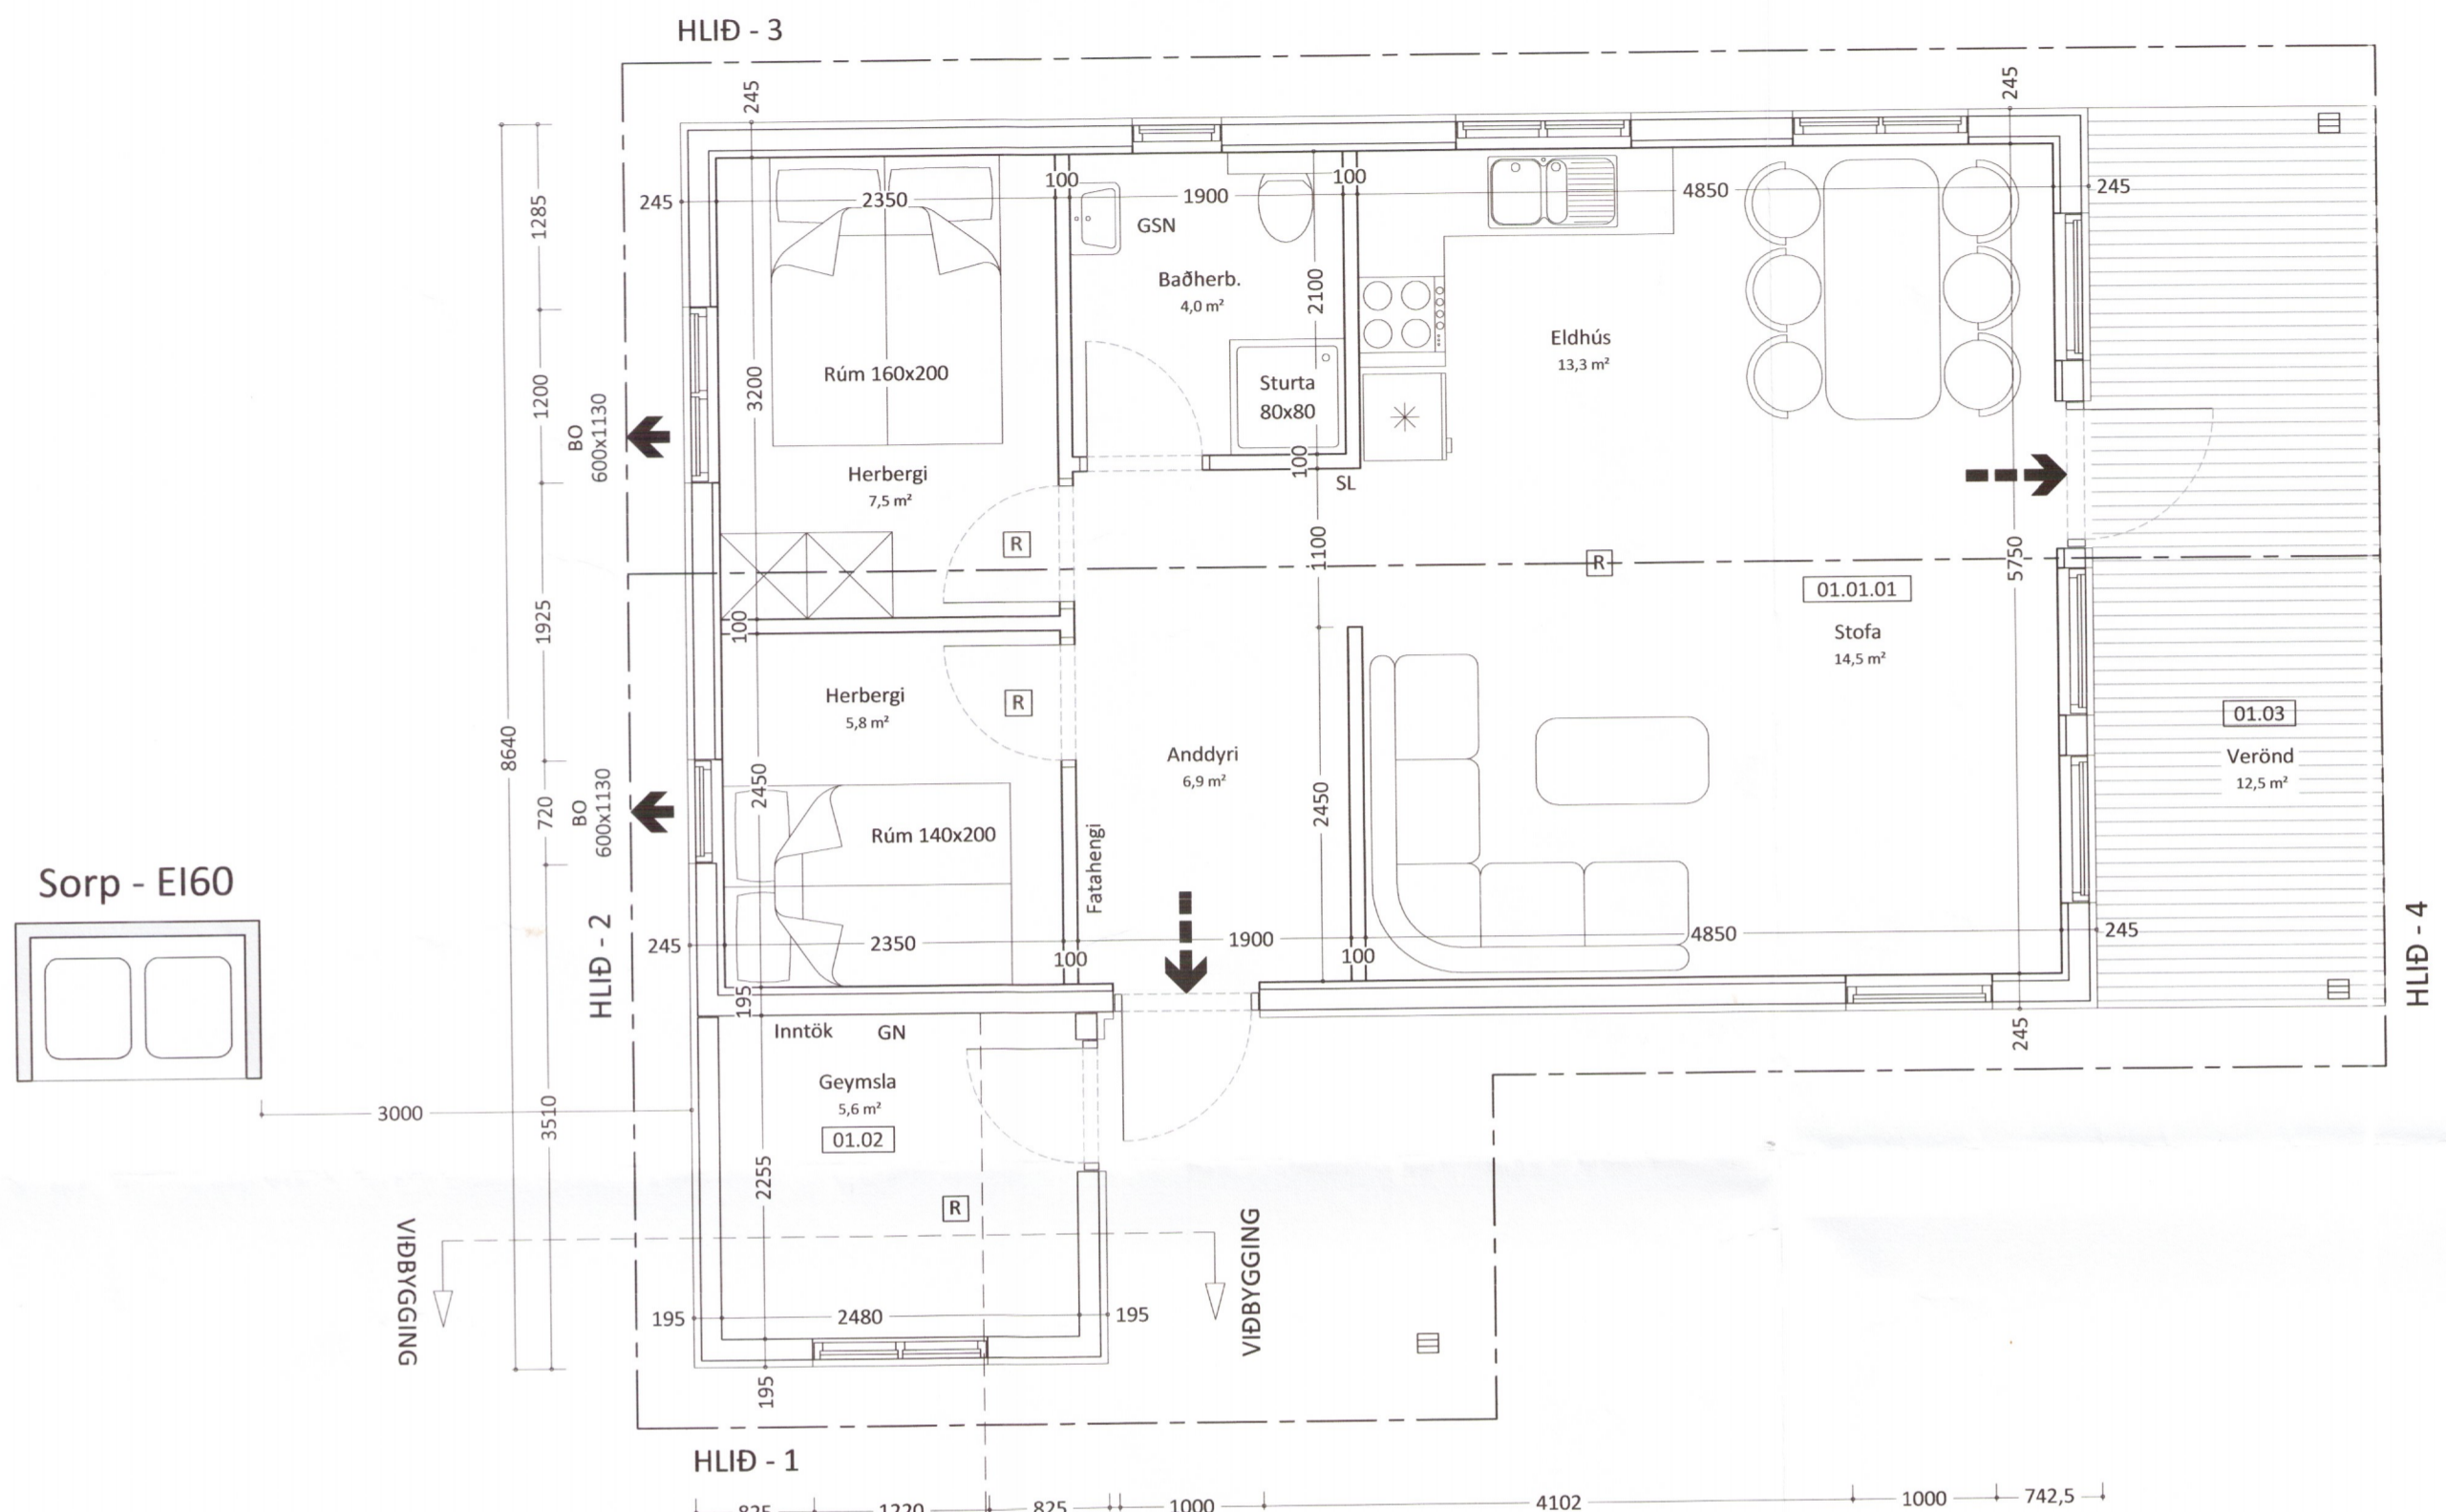 HLIÐ - 3
245
245
1285
1200
1925
720
3510
8640
BO
600x1130
BO
600x1130
HLIÐ - 2
245
2350
100
1900
100
4850
245
GSN
Baðherb.
4,0 m²
2100
3200
Rúm 160x200
Herbergi
7,5 m²
Sturta
80x80
100
SL
Eldhús
13,3 m²
R
R
1100
5750
01.01.01
Stofa
14,5 m²
100
Herbergi
5,8 m²
R
2450
Rúm 140x200
Anddyri
6,9 m²
Fatahengi
2450
01.03
Verönd
12,5 m²
HLIÐ - 4
Sorp - EI60
245
2350
100
1900
100
4850
245
195
245
Inntök
GN
Geymsla
5,6 m²
01.02
3000
2255
R
VIÐBYGGING
VIÐBYGGING
195
2480
195
195
HLIÐ - 1
825
1220
825
1000
4102
1000
742,5